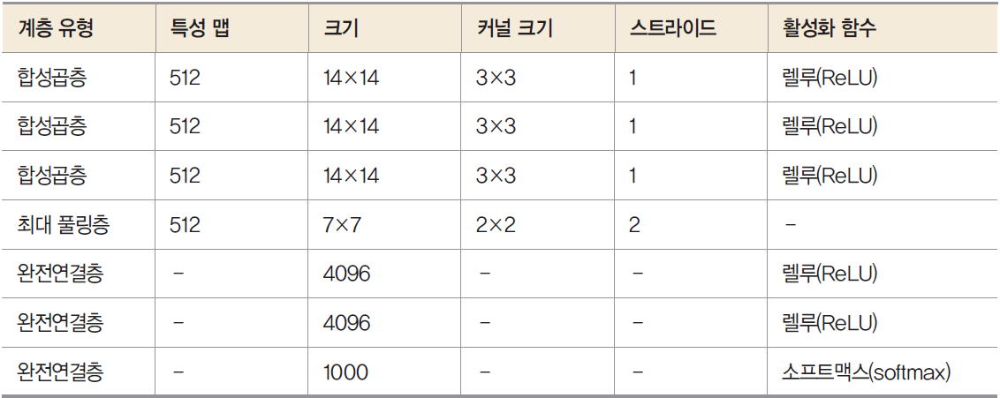 계층 유형 특성 맵 크기 커널 크기 스트라이드 활성화 함수
합성곱층 512 14×14 3×3 1 렐루(ReLU)
합성곱층 512 14×14 3×3 1 렐루(ReLU)
합성곱층 512 14×14 3×3 1 렐루(ReLU)
최대 풀링층 512 7×7 2×2 2 -
완전연결층 - 4096 - - 렐루(ReLU)
완전연결층 - 4096 - - 렐루(ReLU)
완전연결층 - 1000 - - 소프트맥스(softmax)